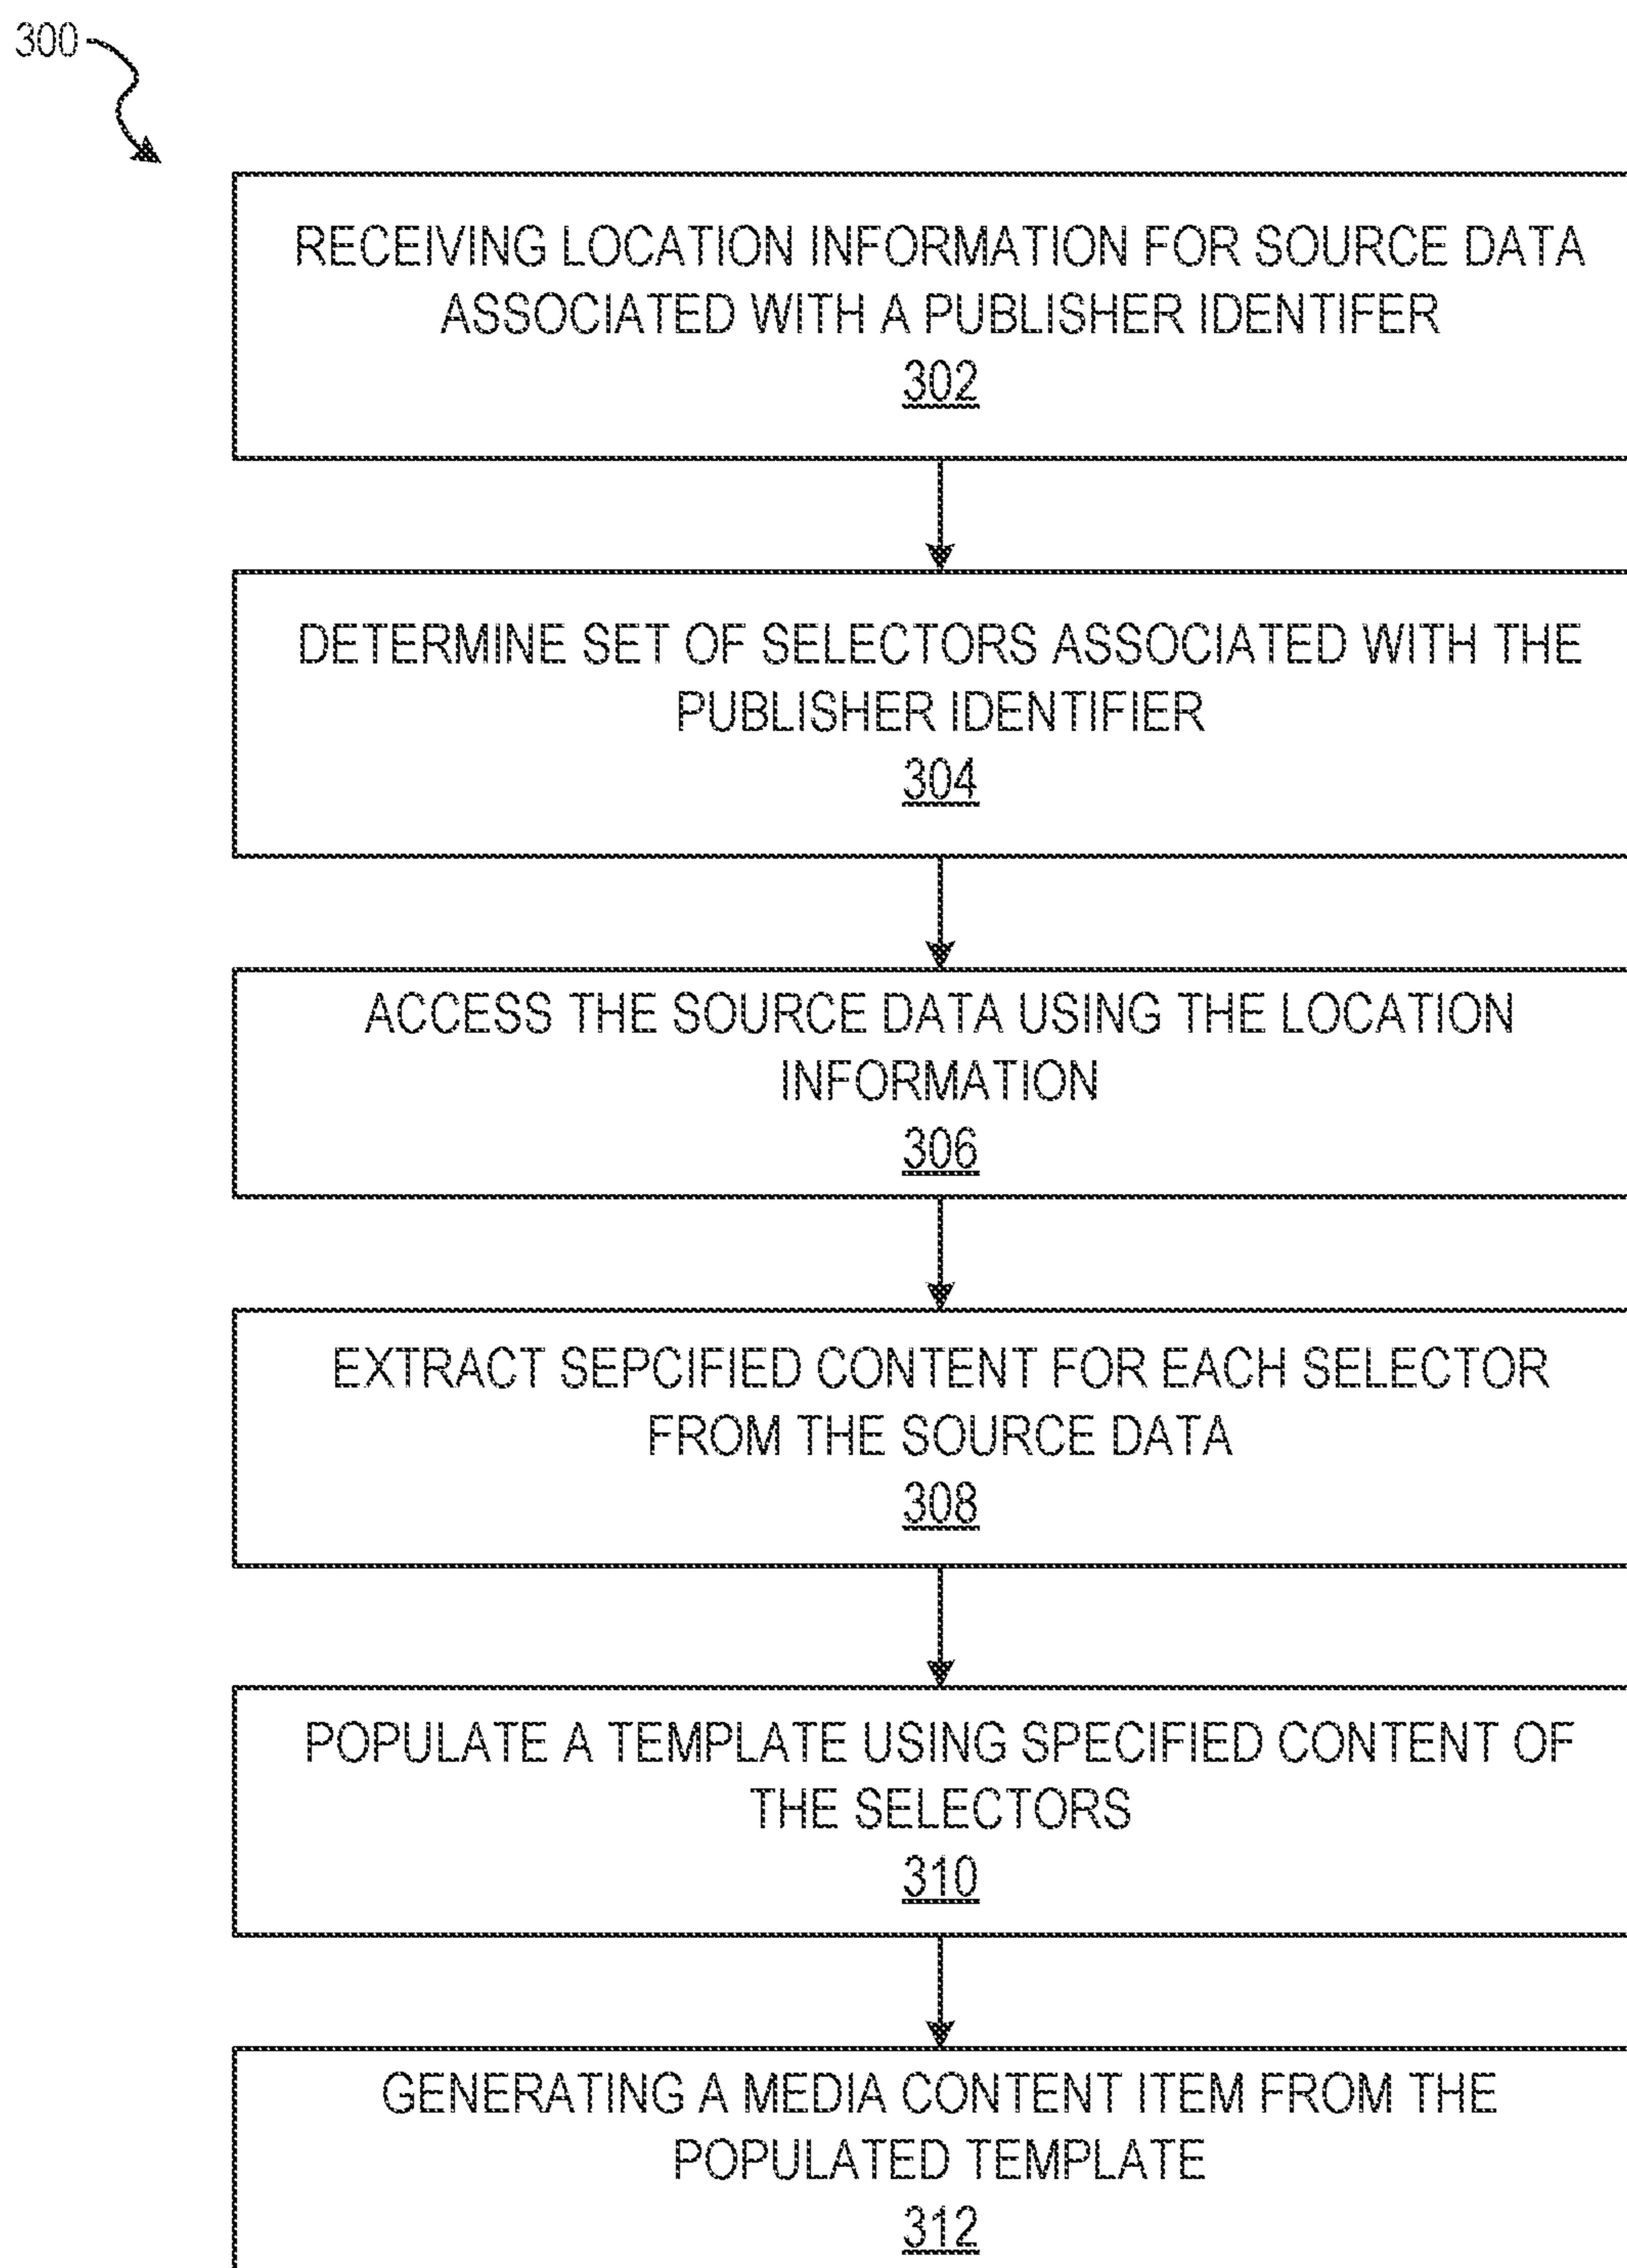 300
RECEIVING LOCATION INFORMATION FOR SOURCE DATA
ASSOCIATED WITH A PUBLISHER IDENTIFER
302
DETERMINE SET OF SELECTORS ASSOCIATED WITH THE
PUBLISHER IDENTIFIER
304
ACCESS THE SOURCE DATA USING THE LOCATION
INFORMATION
306
EXTRACT SEPCIFIED CONTENT FOR EACH SELECTOR
FROM THE SOURCE DATA
308
POPULATE A TEMPLATE USING SPECIFIED CONTENT OF
THE SELECTORS
310
GENERATING A MEDIA CONTENT ITEM FROM THE
POPULATED TEMPLATE
312